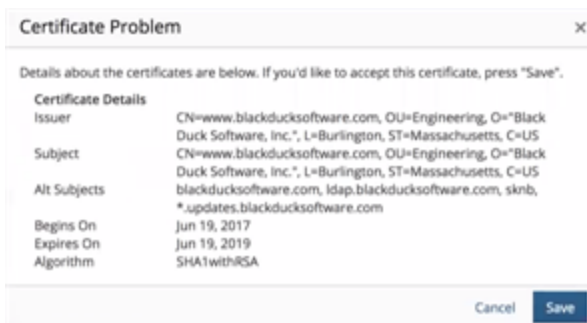 Certificate Problem ×
Details about the certificates are below. If you'd like to accept this certificate, press "Save".
Certificate Details
Issuer CN=www.blackducksoftware.com, OU=Engineering, O="Black
Duck Software, Inc.", L=Burlington, ST=Massachusetts, C=US
Subject CN=www.blackducksoftware.com, OU=Engineering, O="Black
Duck Software, Inc.", L=Burlington, ST=Massachusetts, C=US
Alt Subjects blackducksoftware.com, ldap.blackducksoftware.com, sknb,
*.updates.blackducksoftware.com
Begins On Jun 19, 2017
Expires On Jun 19, 2019
Algorithm SHA1withRSA
Cancel Save